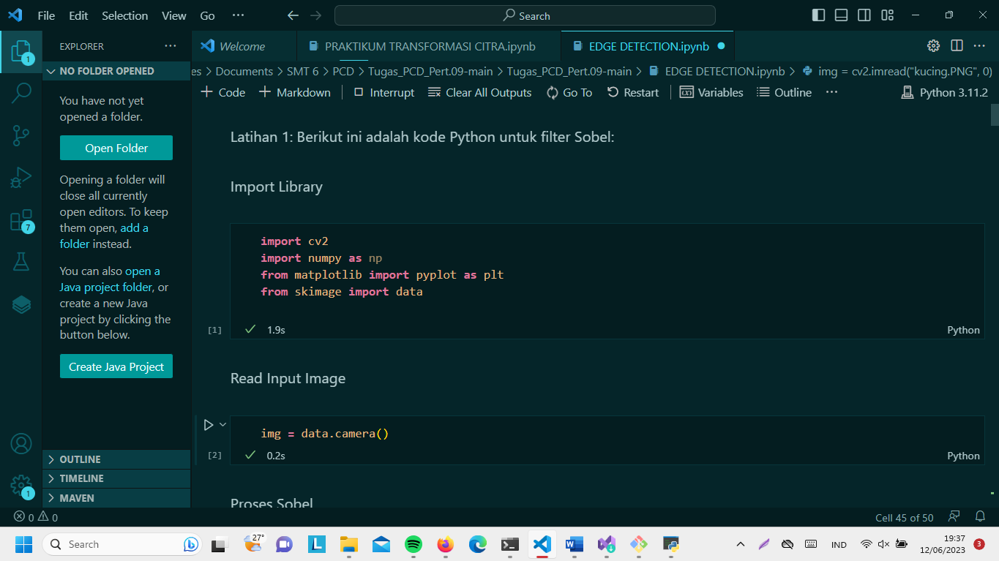 File Edit Selection View Go ···
Search
EXPLORER ···
NO FOLDER OPENED
You have not yet
opened a folder.
Open Folder
Opening a folder will
close all currently
open editors. To keep
them open, add a
folder instead.
You can also open a
Java project folder, or
create a new Java
project by clicking the
button below.
Create Java Project
OUTLINE
TIMELINE
MAVEN
1
7
1
Welcome PRAKTIKUM TRANSFORMASI CITRA.ipynb EDGE DETECTION.ipynb
es > Documents > SMT 6 > PCD > Tugas_PCD_Pert.09-main > Tugas_PCD_Pert.09-main > EDGE DETECTION.ipynb > img = cv2.imread("kucing.PNG", 0)
+ Code + Markdown Interrupt Clear All Outputs Go To Restart Variables Outline ··· Python 3.11.2
Latihan 1: Berikut ini adalah kode Python untuk filter Sobel:
Import Library
import cv2
import numpy as np
from matplotlib import pyplot as plt
from skimage import data
[1] 1.9s Python
Read Input Image
img = data.camera()
[2] 0.2s Python
Proses Sobel
0 0 Cell 45 of 50
Search 27° L IND 19:37
12/06/2023 3